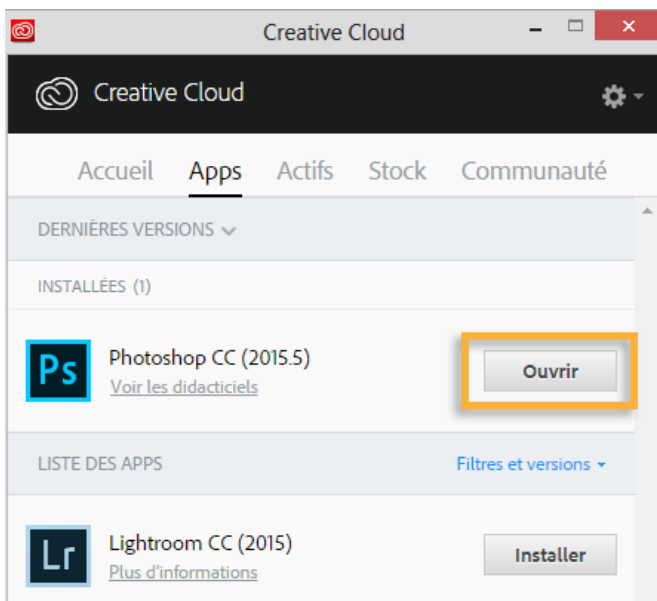 Creative Cloud
Creative Cloud
Accueil Apps Actifs Stock Communauté
DERNIÈRES VERSIONS
INSTALLÉES (1)
Ps Photoshop CC (2015.5) Ouvrir
Voir les didacticiels
LISTE DES APPS Filtres et versions
Lr Lightroom CC (2015) Installer
Plus d'informations